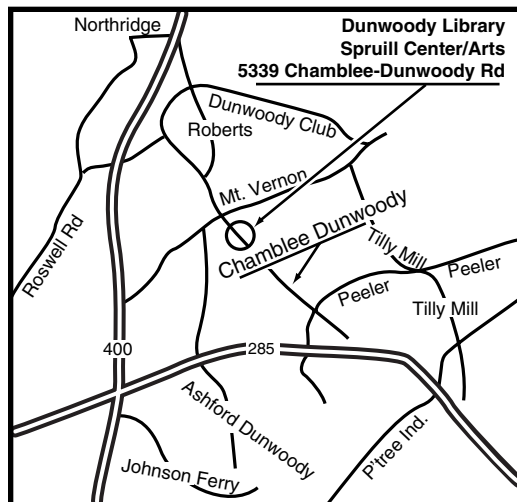 Northridge
Dunwoody Library
Spruill Center/Arts
5339 Chamblee-Dunwoody Rd
Dunwoody Club
Roberts
Mt. Vernon
Roswell Rd
Chamblee Dunwoody
Tilly Mill
Peeler
Peeler
Tilly Mill
400
285
Ashford Dunwoody
P'tree Ind.
Johnson Ferry